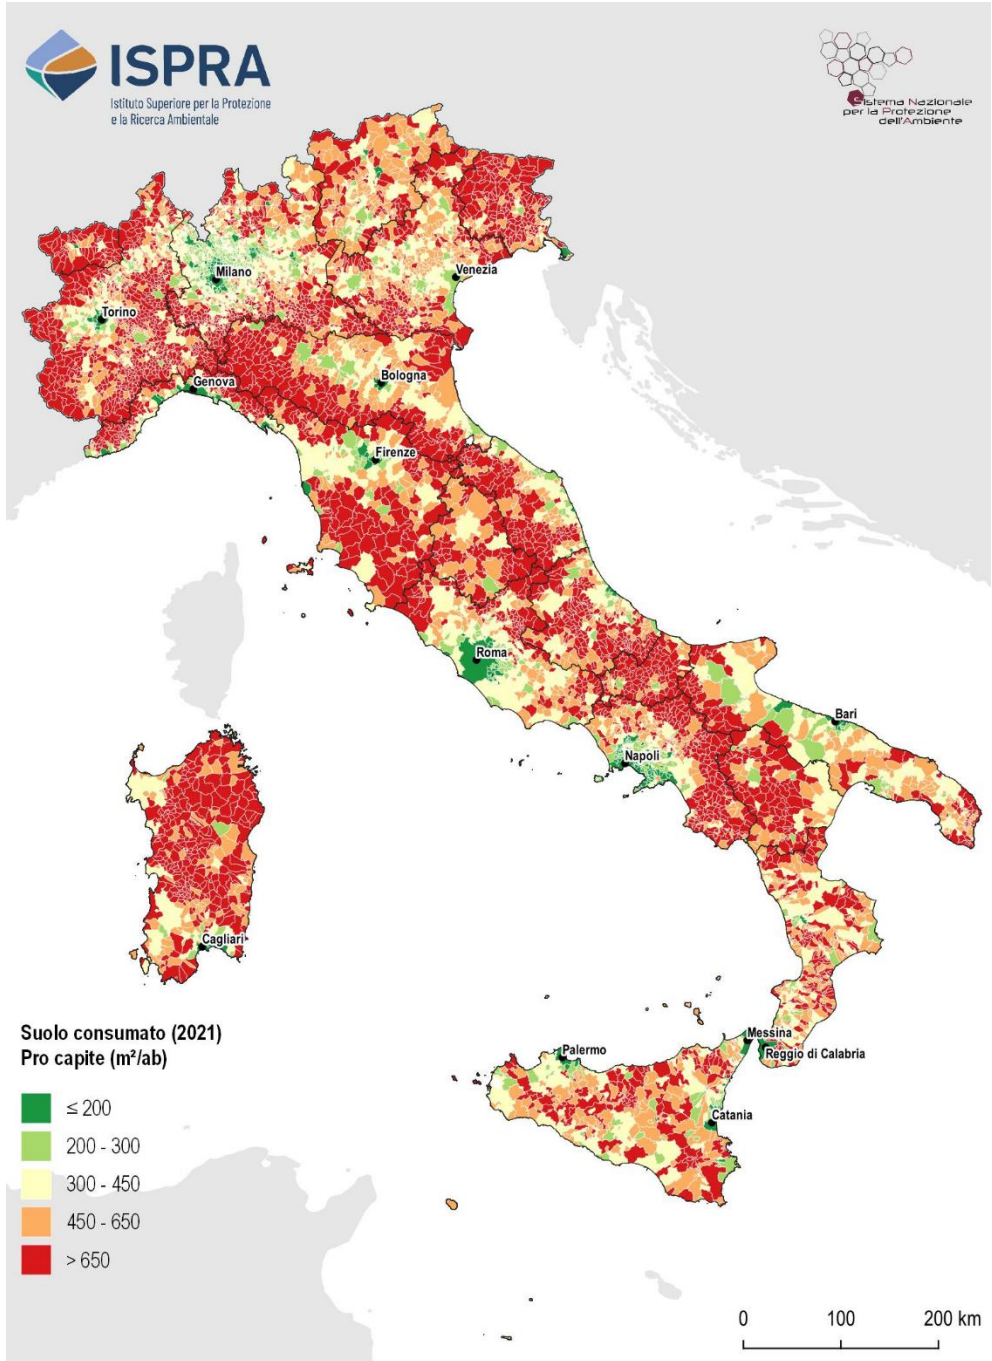 ISPRA
Istituto Superiore per la Protezione
e la Ricerca Ambientale
Sistema Nazionale
per la Protezione
dell'Ambiente
Milano
Venezia
Torino
Genova
Bologna
Firenze
Roma
Bari
Napoli
Cagliari
Messina
Reggio di Calabria
Palermo
Catania
Suolo consumato (2021)
Pro capite (m²/ab)
≤ 200
200 - 300
300 - 450
450 - 650
> 650
0 100 200 km